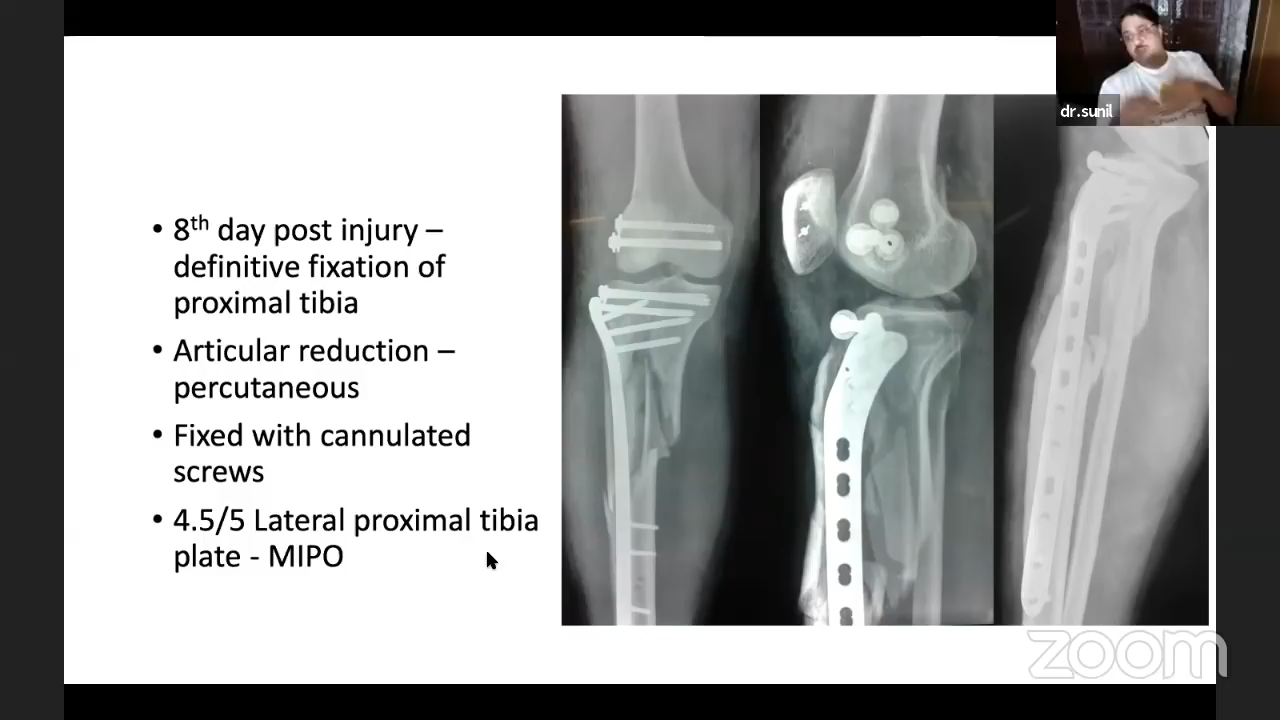 dr.sunil
• 8th day post injury –
definitive fixation of
proximal tibia
• Articular reduction –
percutaneous
• Fixed with cannulated
screws
• 4.5/5 Lateral proximal tibia
plate - MIPO
zoom